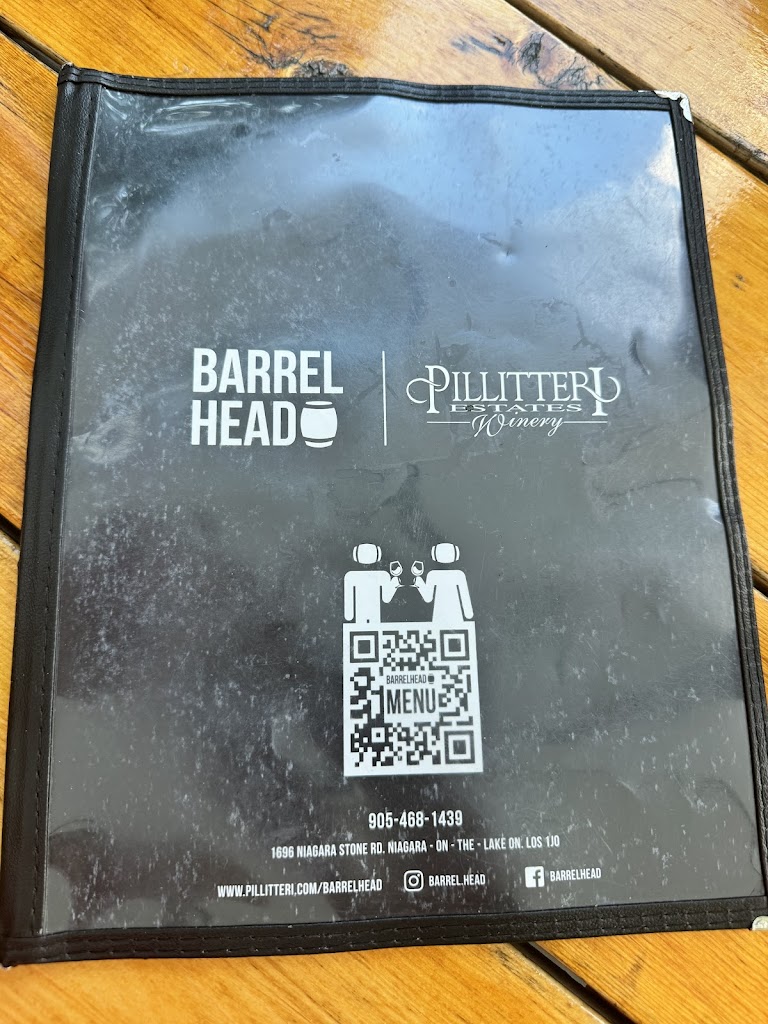 BARREL
HEAD
PILLITTERI
ESTATES
Winery
BARRELHEAD
MENU
905-468-1439
1696 NIAGARA STONE RD. NIAGARA - ON - THE - LAKE ON. L0S 1J0
WWW.PILLITERI.COM/BARRELHEAD
BARREL.HEAD
BARRELHEAD